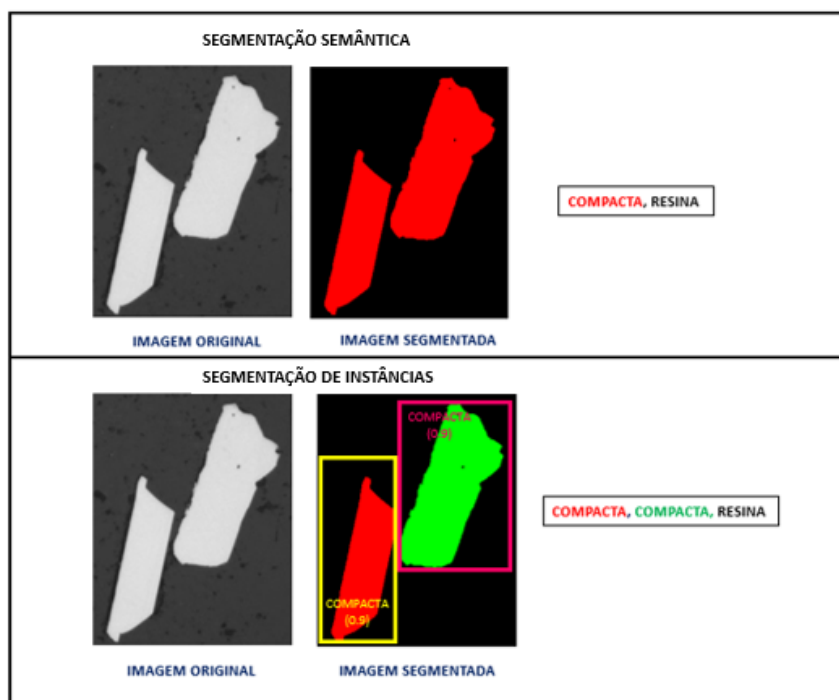 SEGMENTAÇÃO SEMÂNTICA
COMPACTA, RESINA
IMAGEM ORIGINAL
IMAGEM SEGMENTADA
SEGMENTAÇÃO DE INSTÂNCIAS
COMPACTA
(0.9)
COMPACTA, COMPACTA, RESINA
COMPACTA
(0.9)
IMAGEM ORIGINAL
IMAGEM SEGMENTADA